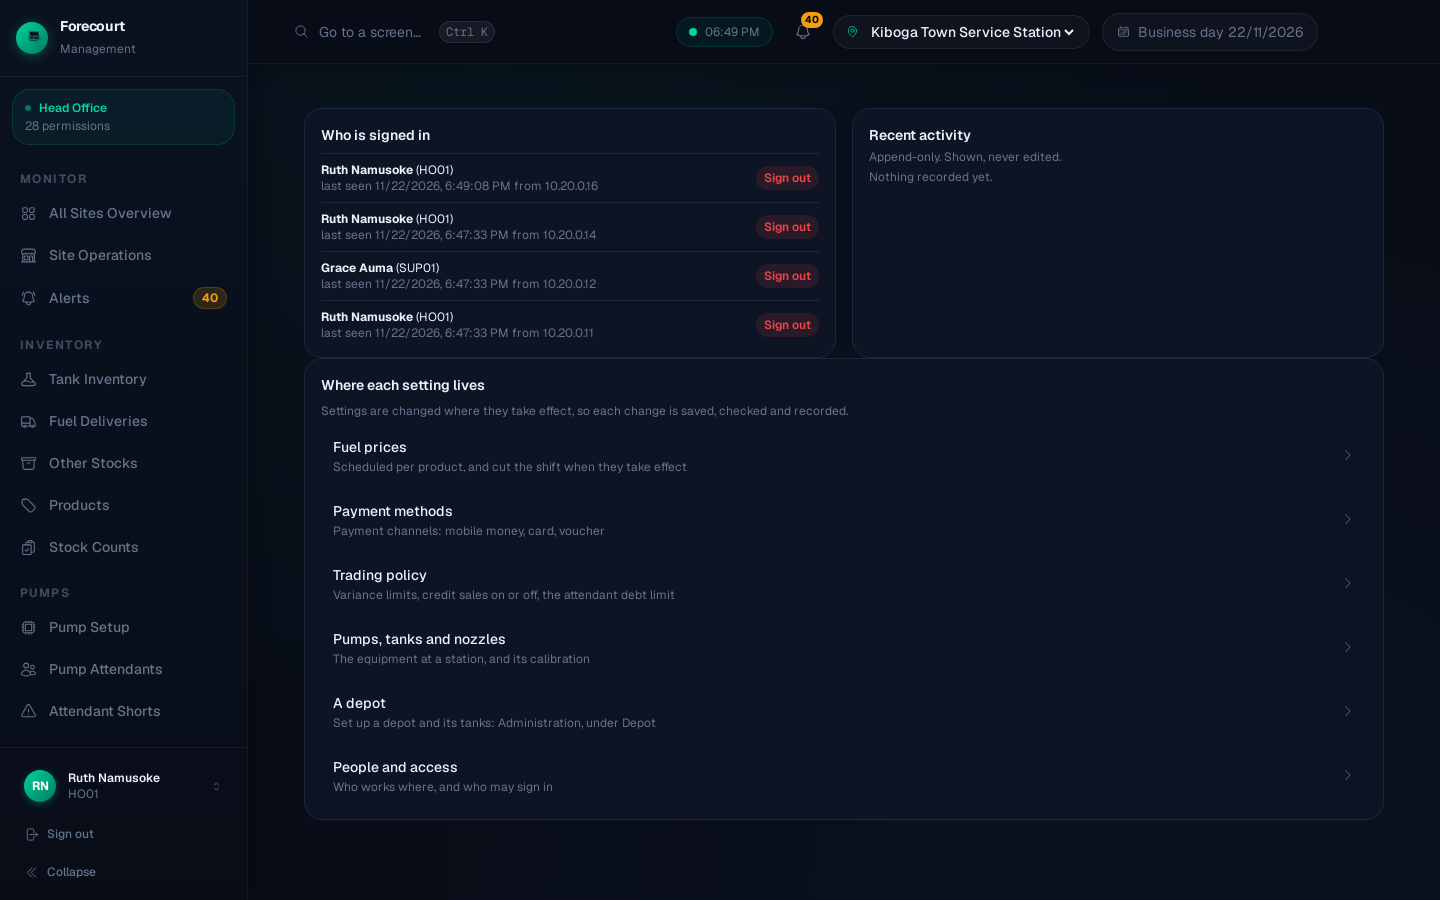 Forecourt
Management
Go to a screen...
Ctrl K
06:49 PM
40
Kiboga Town Service Station
Business day 22/11/2026
Head Office
28 permissions
MONITOR
All Sites Overview
Site Operations
Alerts
40
INVENTORY
Tank Inventory
Fuel Deliveries
Other Stocks
Products
Stock Counts
PUMPS
Pump Setup
Pump Attendants
Attendant Shorts
RN
Ruth Namusoke
HO01
Sign out
Collapse
Who is signed in
Ruth Namusoke (HO01)
last seen 11/22/2026, 6:49:08 PM from 10.20.0.16
Sign out
Ruth Namusoke (HO01)
last seen 11/22/2026, 6:47:33 PM from 10.20.0.14
Sign out
Grace Auma (SUP01)
last seen 11/22/2026, 6:47:33 PM from 10.20.0.12
Sign out
Ruth Namusoke (HO01)
last seen 11/22/2026, 6:47:33 PM from 10.20.0.11
Sign out
Recent activity
Append-only. Shown, never edited.
Nothing recorded yet.
Where each setting lives
Settings are changed where they take effect, so each change is saved, checked and recorded.
Fuel prices
Scheduled per product, and cut the shift when they take effect
Payment methods
Payment channels: mobile money, card, voucher
Trading policy
Variance limits, credit sales on or off, the attendant debt limit
Pumps, tanks and nozzles
The equipment at a station, and its calibration
A depot
Set up a depot and its tanks: Administration, under Depot
People and access
Who works where, and who may sign in